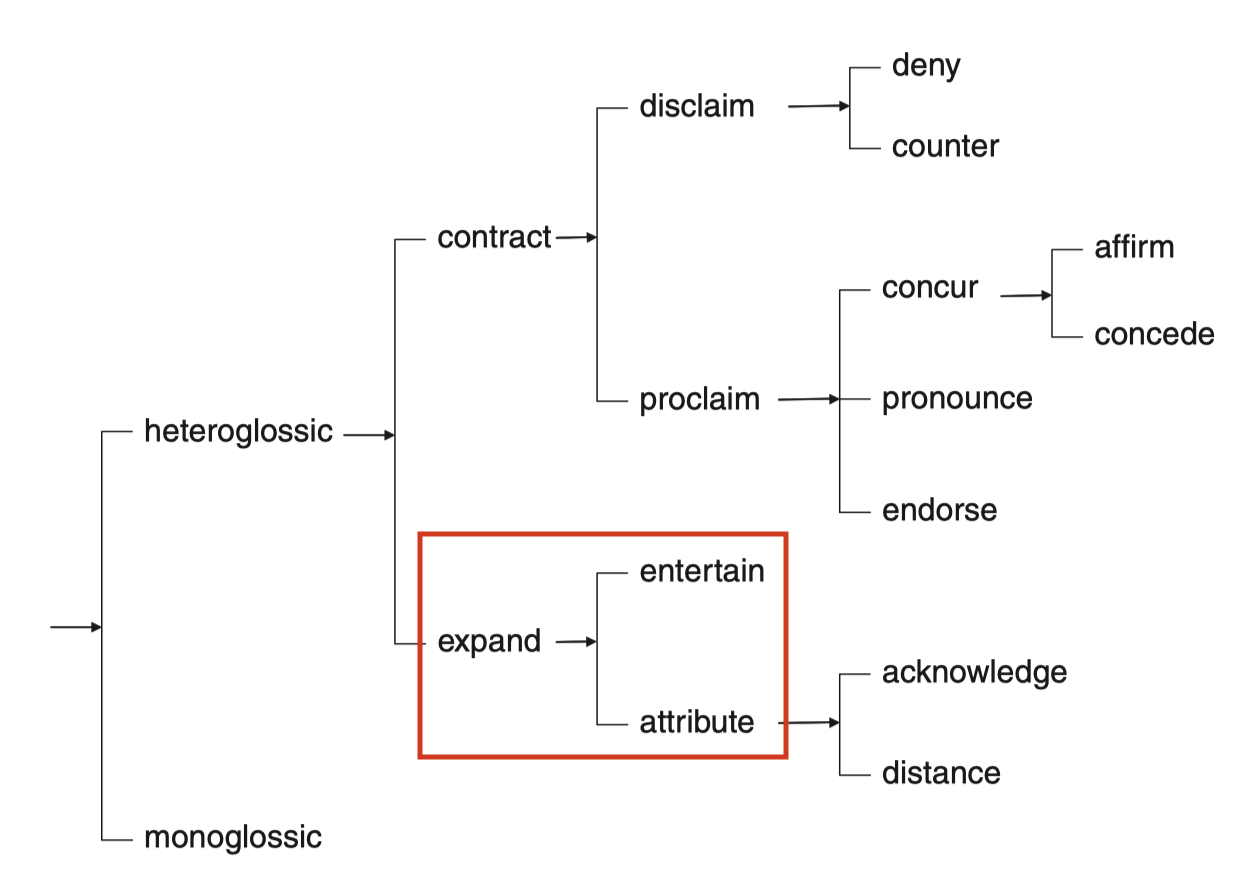 deny
disclaim
counter
contract
affirm
concur
concede
proclaim
pronounce
heteroglossic
endorse
entertain
expand
acknowledge
attribute
distance
monoglossic